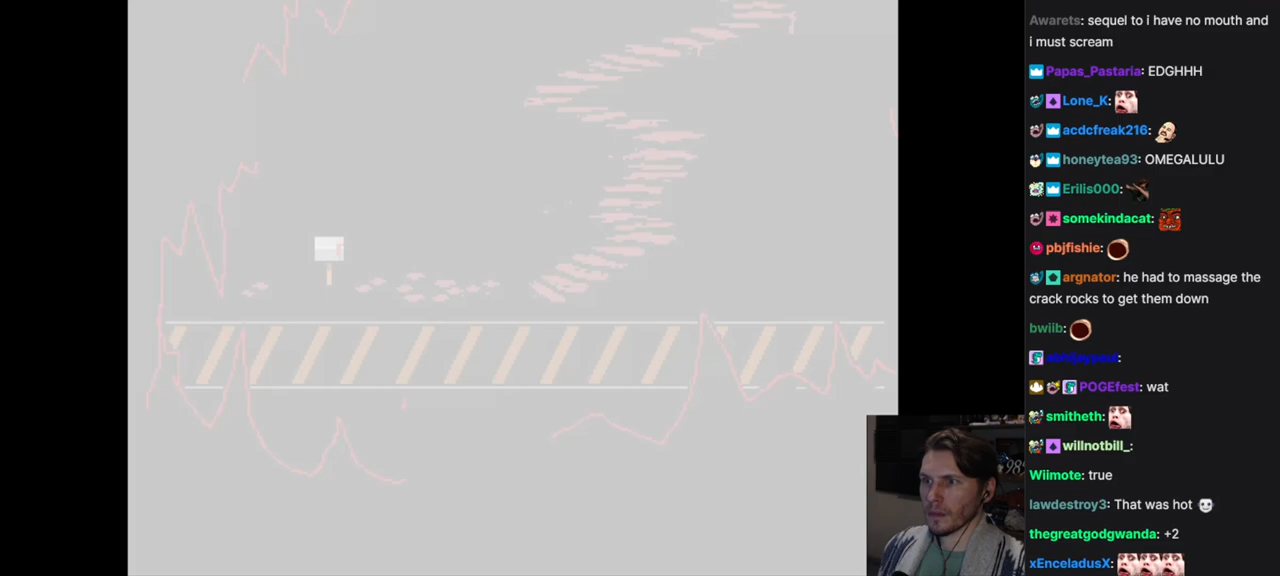 Awarets: sequel to i have no mouth and
i must scream
Papas_Pastaria: EDGHHH
Lone_K:
acdcfreak216:
honeytea93: OMEGALULU
Erilis000:
somekindacat:
pbjfishie:
argnator: he had to massage the
crack rocks to get them down
bwiib:
POGEfest: wat
smitheth:
willnotbill_:
Wiimote: true
lawdestroy3: That was hot
thegreatgodgwanda: +2
xEnceladusX: